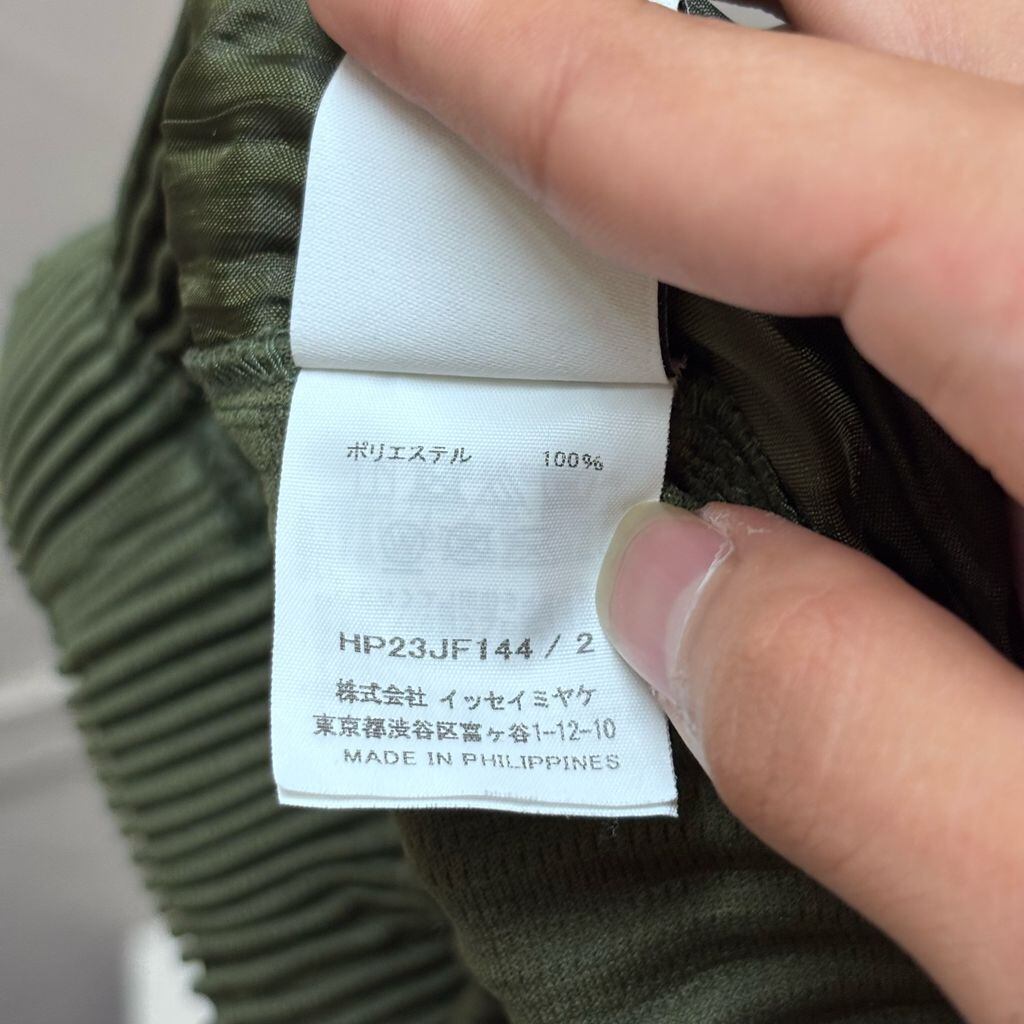 ポリエステル 100%
HP23JF144 / 2
株式会社 イッセイミヤケ
東京都渋谷区富ヶ谷1-12-10
MADE IN PHILIPPINES